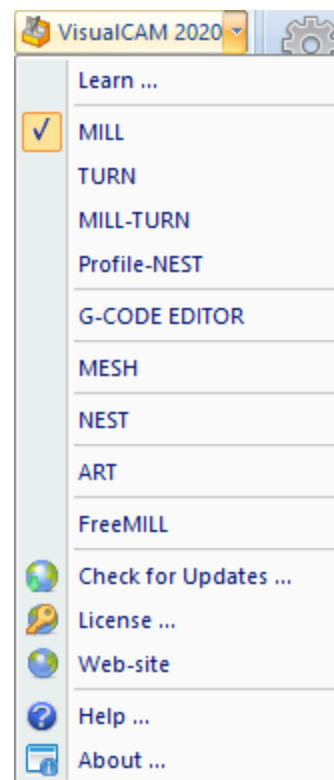 VisualCAM 2020
Learn ...
MILL
TURN
MILL-TURN
Profile-NEST
G-CODE EDITOR
MESH
NEST
ART
FreeMILL
Check for Updates ...
License ...
Web-site
Help ...
About ...